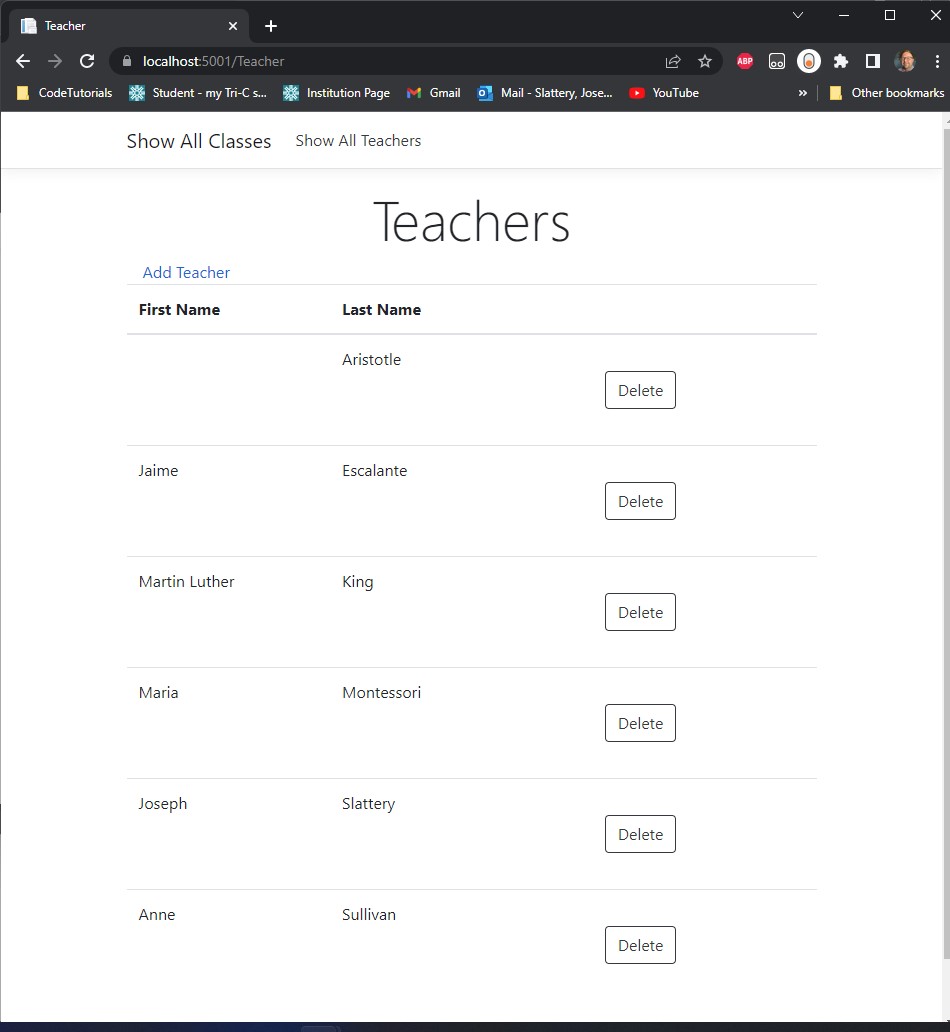 Teacher
localhost:5001/Teacher
ABP
CodeTutorials Student - my Tri-C s... Institution Page Gmail Mail - Slattery, Jose... YouTube » Other bookmarks
Show All Classes Show All Teachers
Teachers
Add Teacher
First Name Last Name
Aristotle
Delete
Jaime Escalante
Delete
Martin Luther King
Delete
Maria Montessori
Delete
Joseph Slattery
Delete
Anne Sullivan
Delete